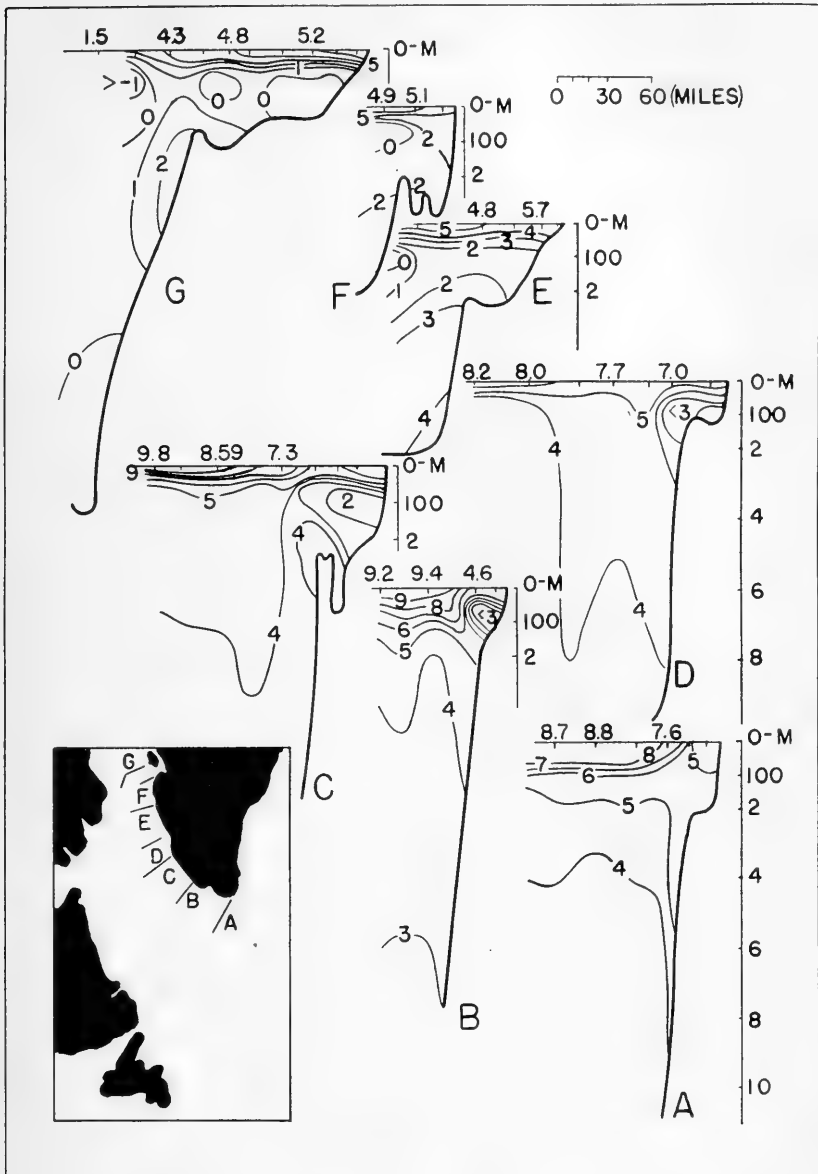 1.5 4.3 4.8 5.2 0-M
>-1 1 5
0 0 0
1 2
0
G
0 30 60 (MILES)
4.9 5.1 0-M
5 2 100
0
2 2
2
F
4.8 5.7 0-M
5 4
2 3 100
0
-1 2 2
3
4
E
8.2 8.0 7.7 7.0 0-M
5 <3 100
4 2
4
6
4 8
D
9.8 8.59 7.3 0-M
9
5 2 100
4 2
4
C
9.2 9.4 4.6 0-M
9 8 <3
6 100
5 2
4
3
B
8.7 8.8 7.6 0-M
7 8 5
6 100
5 2
4 4
6
8
10
A
G
F
E
D
C
B
A